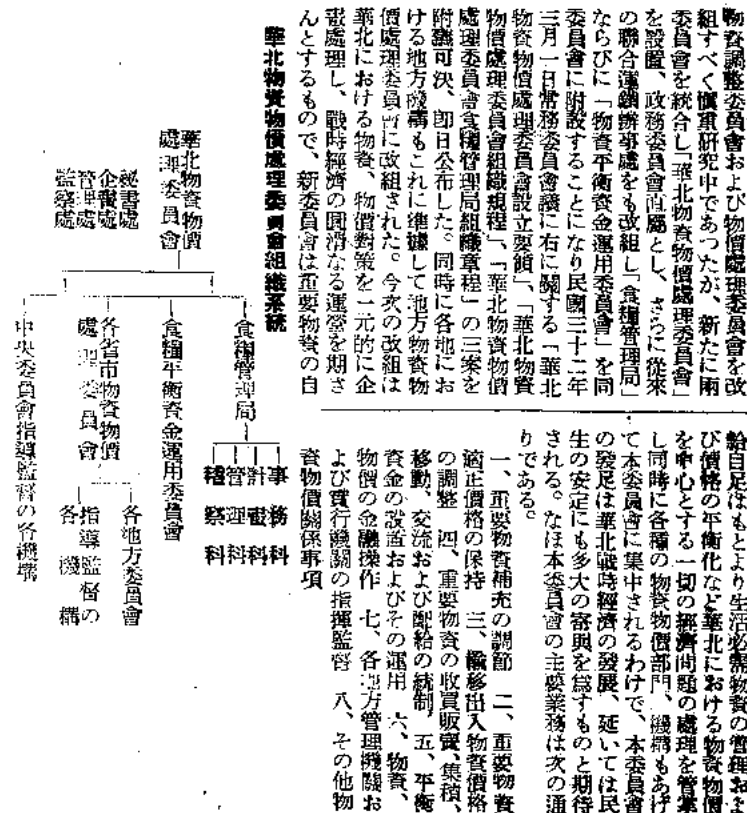 物資調整委員會および物價處理委員會を改
組すべく愼重研究中であつたが、新たに兩
委員會を統合し「華北物資物價處理委員會」
を設置、政務委員會直屬とし、さらに從來
の聯合運銷辦事處をも改組し「食糧管理局」
ならびに「物資平衡資金運用委員會」を同
委員會に附設することになり民國三十二年
三月一日常務委員會議に右に關する「華北
物資物價處理委員會設立要領」、「華北物資
物價處理委員會組織規程」、「華北物資物價
處理委員會食糧管理局組織章程」の三案を
附議可決、卽日公布した。同時に各地にお
ける地方機構もこれに準據して地方物資物
價處理委員會に改組された。今次の改組は
華北における物資、物價對策を一元的に企
畫處理し、戰時經濟の圓滑なる運營を期さ
んとするもので、新委員會は重要物資の自
給自足はもとより生活必需物資の管理およ
び價格の平衡化など華北における物資物價
を中心とする一切の經濟問題の處理を管掌
し同時に各種の物資物價部門、機構もあげ
て本委員會に集中されるわけで、本委員會
の發足は華北戰時經濟の發展、延いては民
生の安定にも多大の寄與を爲すものと期待
される。なほ本委員會の主要業務は次の通
りである。
一、重要物資補充の調節　二、重要物資
適正價格の保持　三、輸移出入物資價格
の調整　四、重要物資の收買販賣、集積、
移動、交流および配給の統制　五、平衡
資金の設置およびその運用　六、物資、
物價の金融操作　七、各地方管理機關お
よび實行機關の指揮監督　八、その他物
資物價關係事項
華北物資物價處理委員會組織系統
華北物資物價
處理委員會
秘書處
企畫處
管理處
監察處
食糧管理局
事務科
計畫科
管理科
稽察科
食糧平衡資金運用委員會
各省市物資物價
處理委員會
各地方委員會
指導監督の
各機構
中央委員會指導監督の各機構